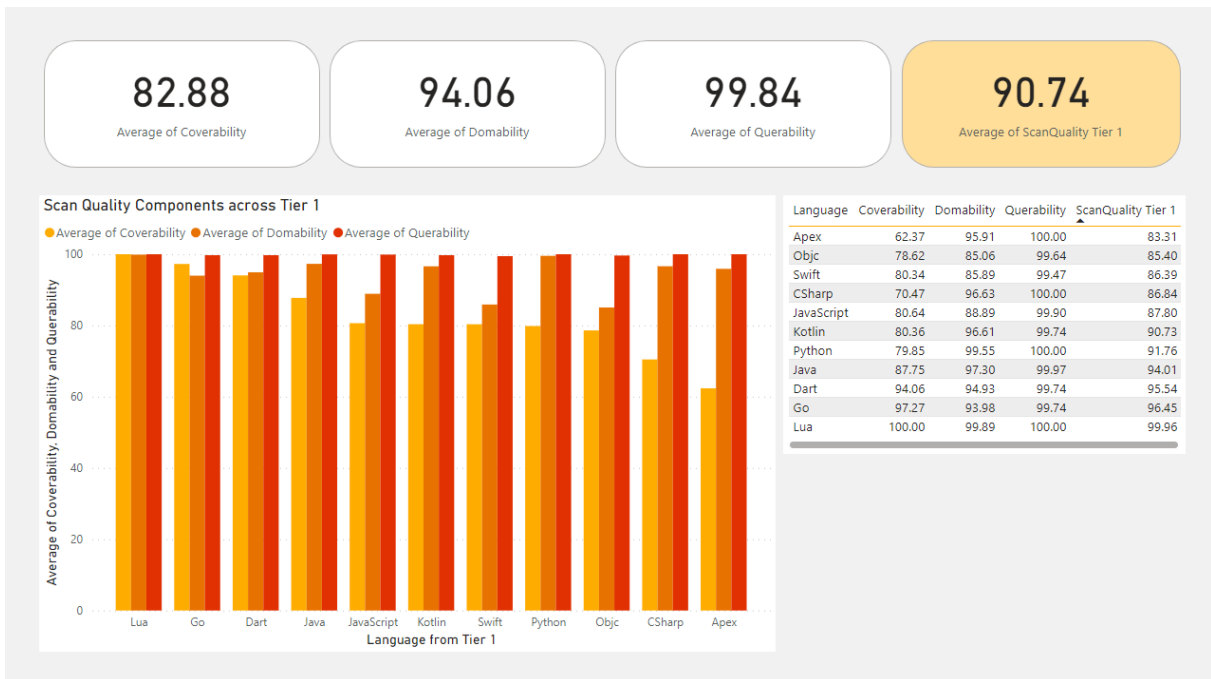 82.88
Average of Coverability
94.06
Average of Domability
99.84
Average of Querability
90.74
Average of ScanQuality Tier 1
Scan Quality Components across Tier 1
Average of Coverability Average of Domability Average of Querability
Average of Coverability, Domability and Querability
100
80
60
40
20
0
Lua Go Dart Java JavaScript Kotlin Swift Python Objc CSharp Apex
Language from Tier 1
Language Coverability Domability Querability ScanQuality Tier 1
Apex 62.37 95.91 100.00 83.31
Objc 78.62 85.06 99.64 85.40
Swift 80.34 85.89 99.47 86.39
CSharp 70.47 96.63 100.00 86.84
JavaScript 80.64 88.89 99.90 87.80
Kotlin 80.36 96.61 99.74 90.73
Python 79.85 99.55 100.00 91.76
Java 87.75 97.30 99.97 94.01
Dart 94.06 94.93 99.74 95.54
Go 97.27 93.98 99.74 96.45
Lua 100.00 99.89 100.00 99.96